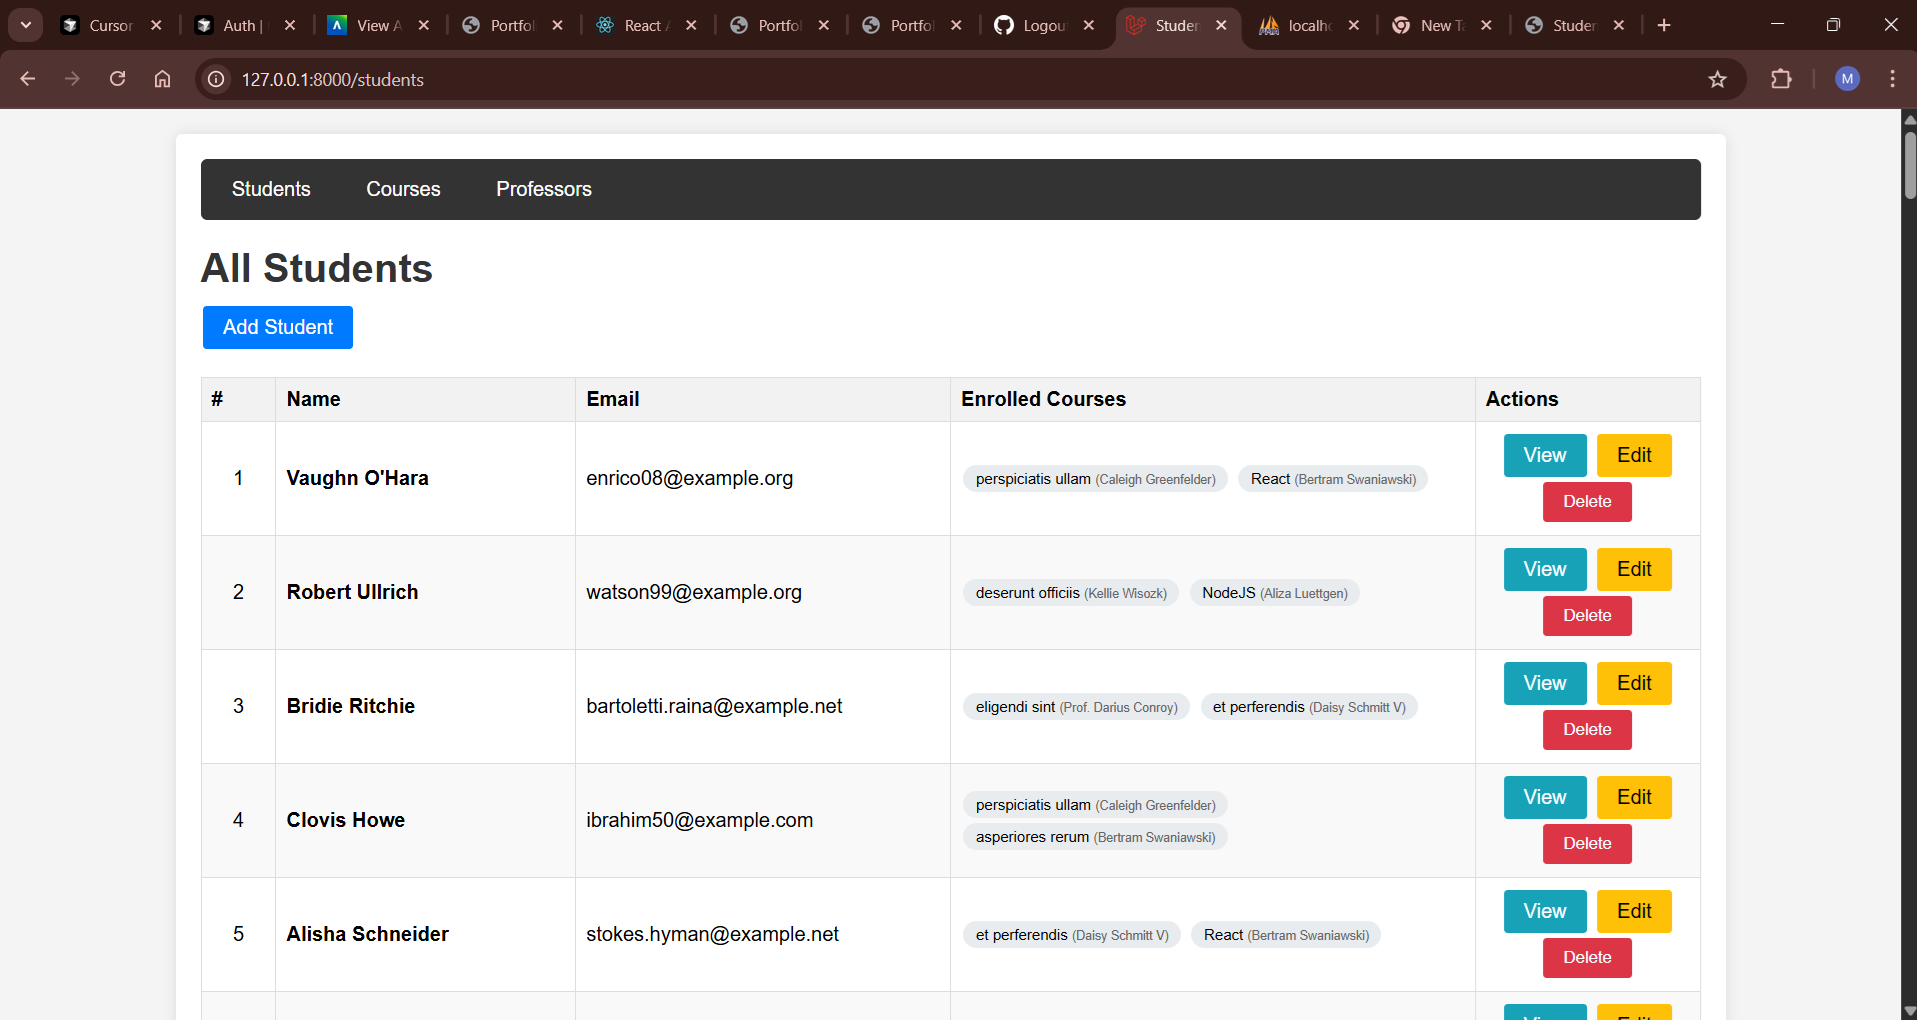 Cursor
Auth |
View A
Portfol
React A
Portfol
Portfol
Logou
Studen
localho
New Ta
Studen
127.0.0.1:8000/students
M
Students Courses Professors
All Students
Add Student
# Name Email Enrolled Courses Actions
1 Vaughn O'Hara enrico08@example.org perspiciatis ullam (Caleigh Greenfelder) React (Bertram Swaniawski) View Edit
Delete
2 Robert Ullrich watson99@example.org deserunt officiis (Kellie Wisozk) NodeJS (Aliza Luettgen) View Edit
Delete
3 Bridie Ritchie bartoletti.raina@example.net eligendi sint (Prof. Darius Conroy) et perferendis (Daisy Schmitt V) View Edit
Delete
4 Clovis Howe ibrahim50@example.com perspiciatis ullam (Caleigh Greenfelder) View Edit
asperiores rerum (Bertram Swaniawski) Delete
5 Alisha Schneider stokes.hyman@example.net et perferendis (Daisy Schmitt V) React (Bertram Swaniawski) View Edit
Delete
View Edit